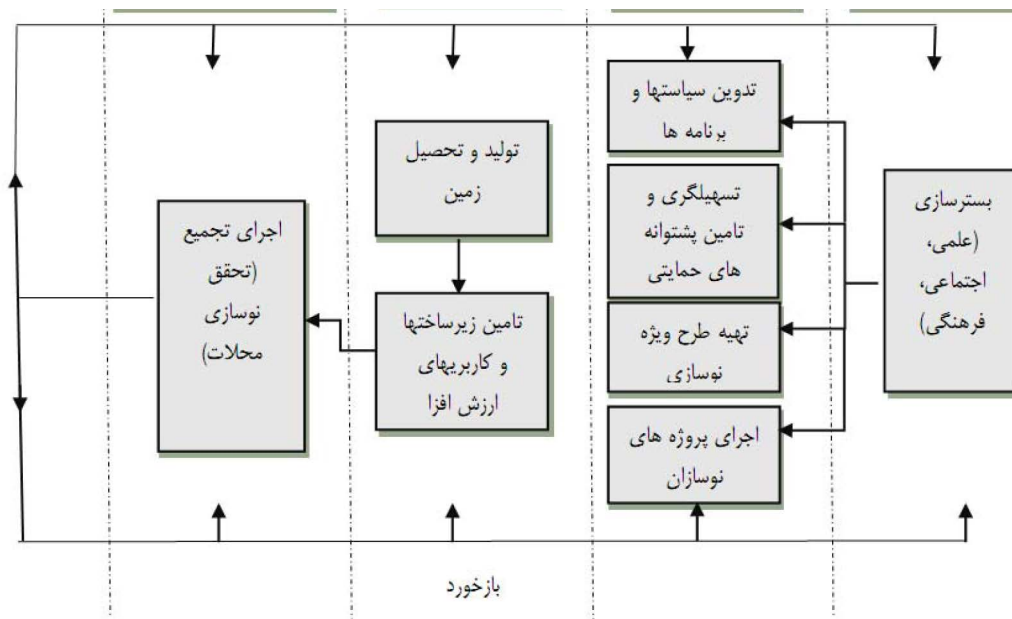 بسترسازی
(علمی،
اجتماعی،
فرهنگی)
تدوین سیاستها و
برنامه ها
تسهیلگری و
تامین پشتوانه
های حمایتی
تهیه طرح ویژه
نوسازی
اجرای پروژه های
نوسازان
تولید و تحصیل
زمین
تامین زیرساختها
و کاربریهای
ارزش افزا
اجرای تجمیع
(تحقق
نوسازی
محلات)
بازخورد